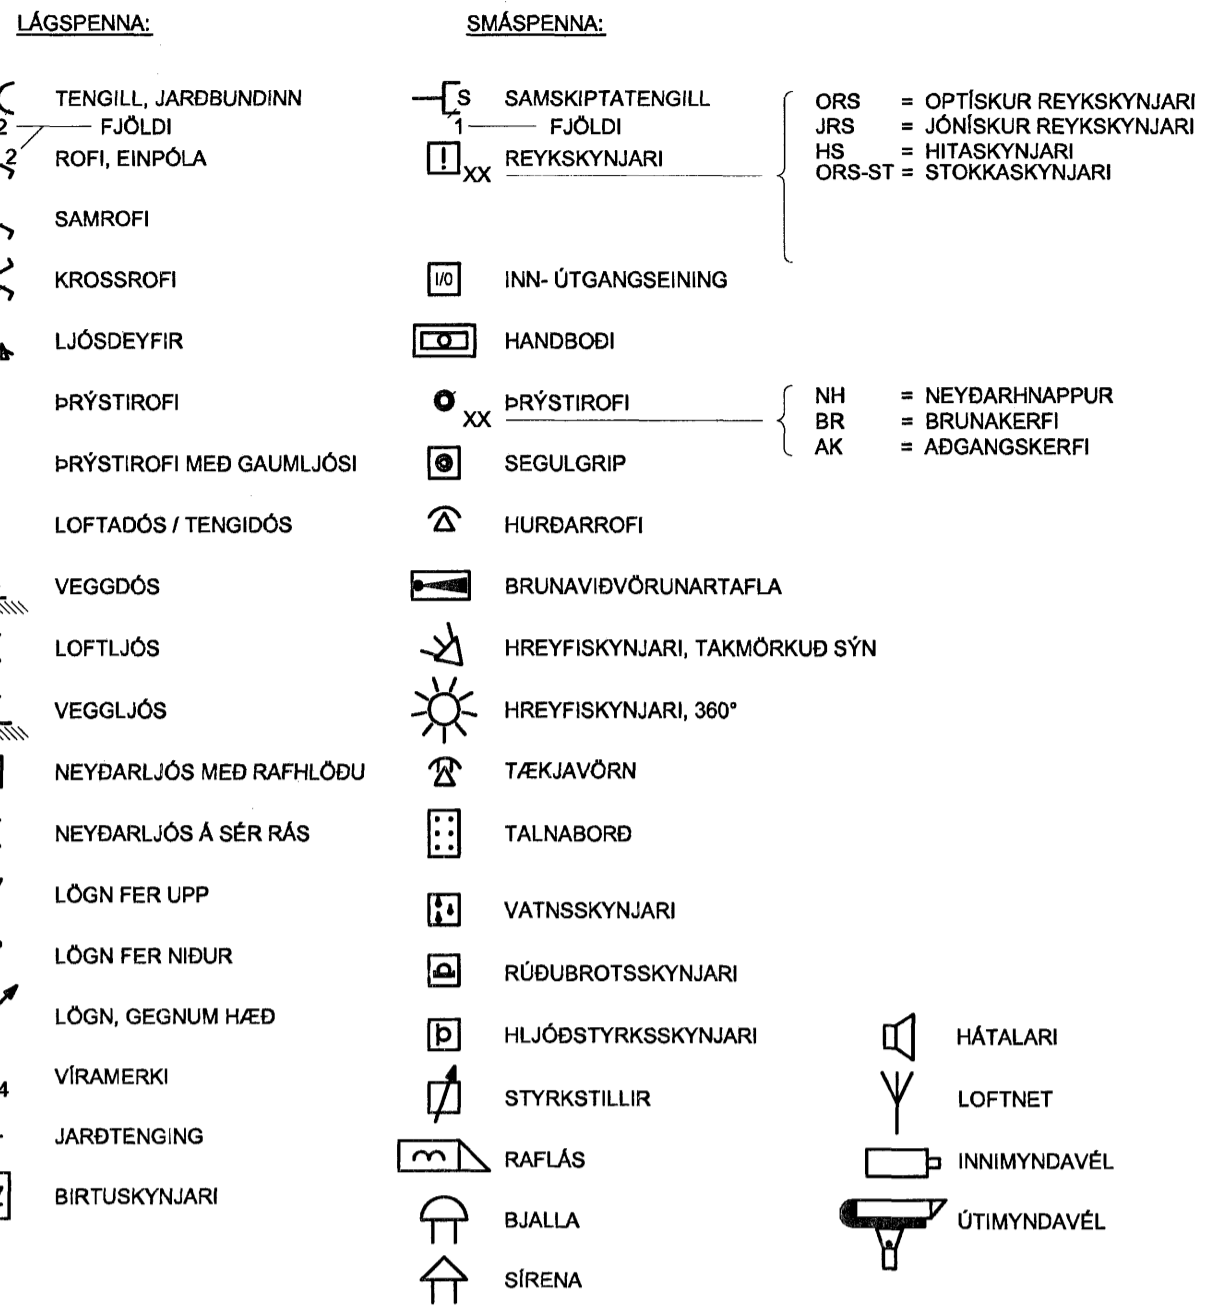 LÁGSPENNA:
TENGILL, JARÐBUNDINN
2 FJÖLDI
2 ROFI, EINPÓLA
SAMROFI
KROSSROFI
LJÓSDEYFIR
ÞRÝSTIROFI
ÞRÝSTIROFI MEÐ GAUMLJÓSI
LOFTADÓS / TENGIDÓS
VEGGDÓS
LOFTLJÓS
VEGGLJÓS
NEYÐARLJÓS MEÐ RAFHLÖÐU
NEYÐARLJÓS Á SÉR RÁS
LÖGN FER UPP
LÖGN FER NIÐUR
LÖGN, GEGNUM HÆÐ
4 VÍRAMERKI
JARÐTENGING
BIRTUSKYNJARI
SMÁSPENNA:
S SAMSKIPTATENGILL
1 FJÖLDI
! XX REYKSKYNJARI
ORS = OPTÍSKUR REYKSKYNJARI
JRS = JÓNÍSKUR REYKSKYNJARI
HS = HITASKYNJARI
ORS-ST = STOKKASKYNJARI
I/O INN- ÚTGANGSEINING
HANDBOÐI
XX ÞRÝSTIROFI
NH = NEYÐARHNAPPUR
BR = BRUNAKERFI
AK = AÐGANGSKERFI
SEGULGRIP
HURÐARROFI
BRUNAVIÐVÖRUNARTAFLA
HREYFISKYNJARI, TAKMÖRKUÐ SÝN
HREYFISKYNJARI, 360°
TÆKJAVÖRN
TALNABORÐ
VATNSSKYNJARI
RÚÐUBROTSSKYNJARI
þ HLJÓÐSTYRKSSKYNJARI
STYRKSTILLIR
RAFLÁS
BJALLA
SÍRENA
HÁTALARI
LOFTNET
INNIMYNDAVÉL
ÚTIMYNDAVÉL